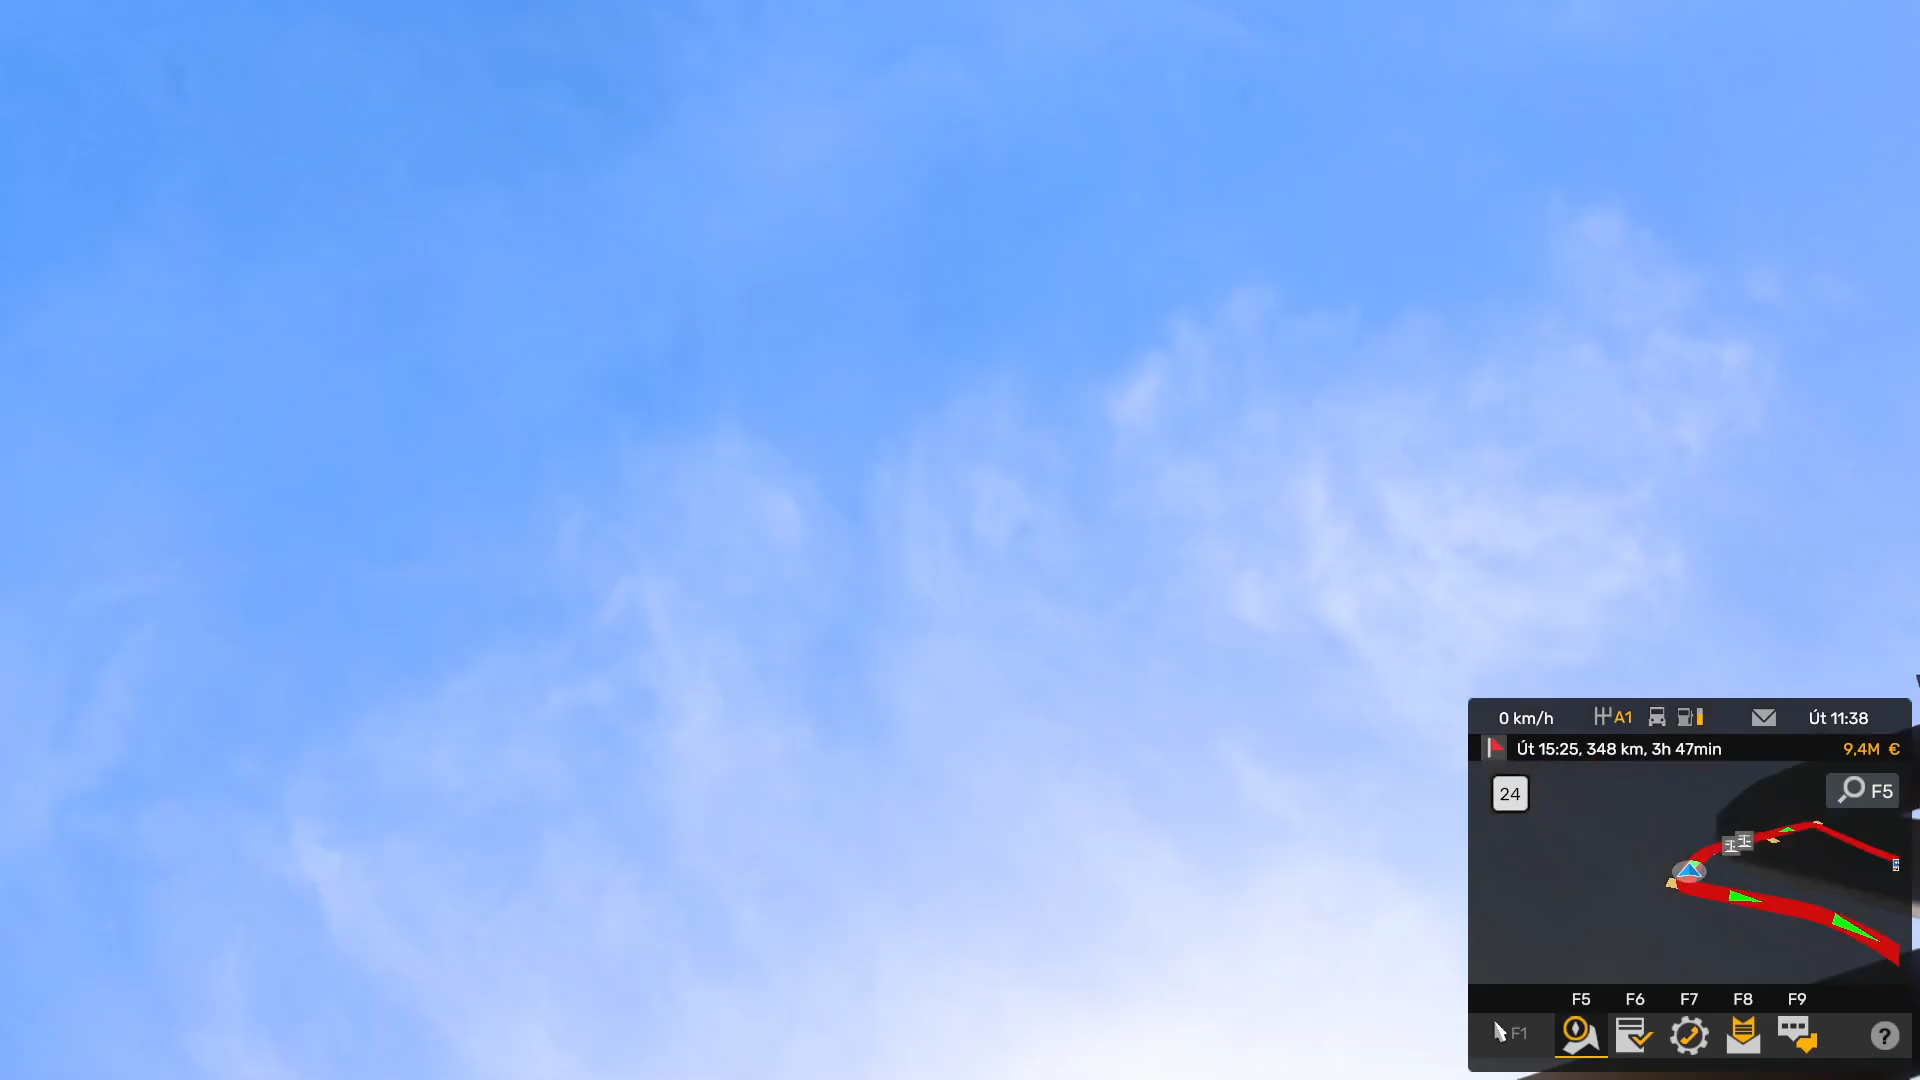 0 km/h A1 Út 11:38
Út 15:25, 348 km, 3h 47min 9,4M €
24
F5
F5 F6 F7 F8 F9
F1
?